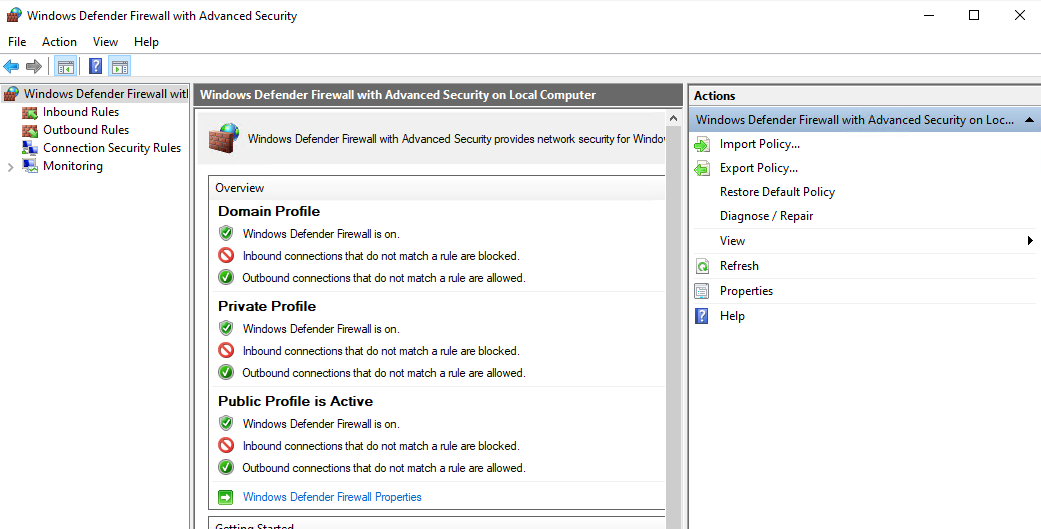 Windows Defender Firewall with Advanced Security
File Action View Help
Windows Defender Firewall wit
Inbound Rules
Outbound Rules
Connection Security Rules
Monitoring
Windows Defender Firewall with Advanced Security on Local Computer
Windows Defender Firewall with Advanced Security provides network security for Windo
Overview
Domain Profile
Windows Defender Firewall is on.
Inbound connections that do not match a rule are blocked.
Outbound connections that do not match a rule are allowed.
Private Profile
Windows Defender Firewall is on.
Inbound connections that do not match a rule are blocked.
Outbound connections that do not match a rule are allowed.
Public Profile is Active
Windows Defender Firewall is on.
Inbound connections that do not match a rule are blocked.
Outbound connections that do not match a rule are allowed.
Windows Defender Firewall Properties
Getting Started
Actions
Windows Defender Firewall with Advanced Security on Loc...
Import Policy...
Export Policy...
Restore Default Policy
Diagnose / Repair
View
Refresh
Properties
Help